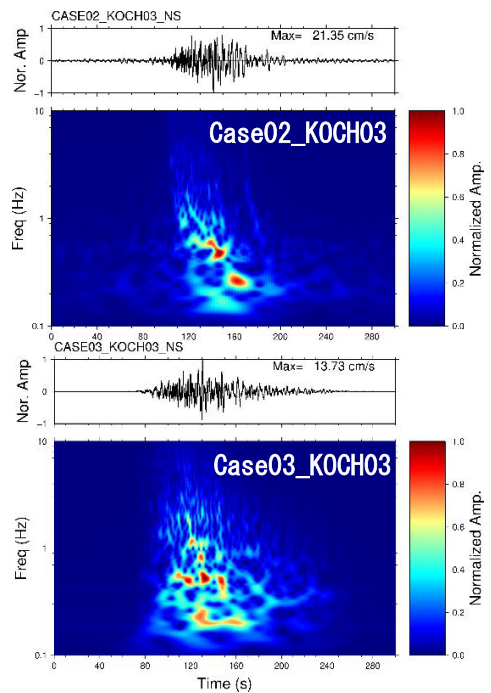 CASE02_KOCH03_NS
Max= 21.35 cm/s
Nor. Amp
1
0
-1
Case02_KOCH03
Freq (Hz)
10
1
0.1
0 40 80 120 160 200 240 280
1.0
0.8
0.6
0.4
0.2
0.0
Normalized Amp.
CASE03_KOCH03_NS
Max= 13.73 cm/s
Nor. Amp
1
0
-1
Case03_KOCH03
Freq (Hz)
10
1
0.1
0 40 80 120 160 200 240 280
Time (s)
1.0
0.8
0.6
0.4
0.2
0.0
Normalized Amp.